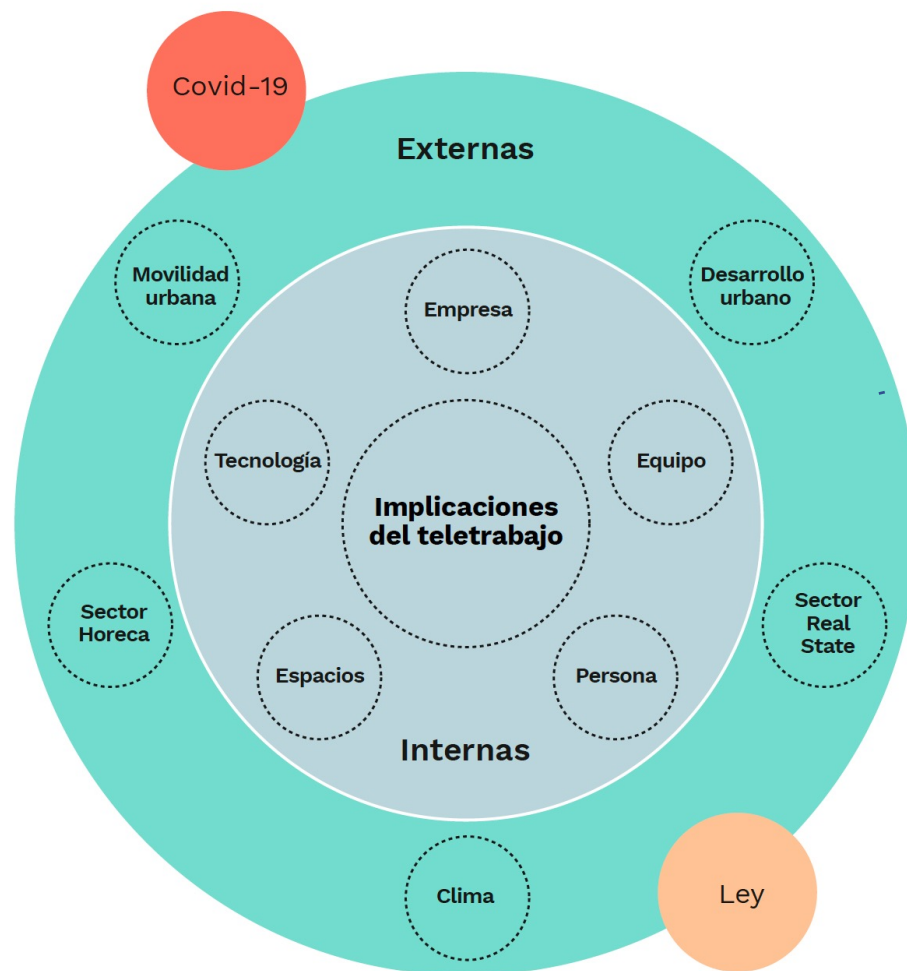 Covid-19
Externas
Movilidad
urbana
Desarrollo
urbano
Empresa
Tecnología
Equipo
Implicaciones
del teletrabajo
Sector
Horeca
Sector
Real
State
Espacios
Persona
Internas
Clima
Ley